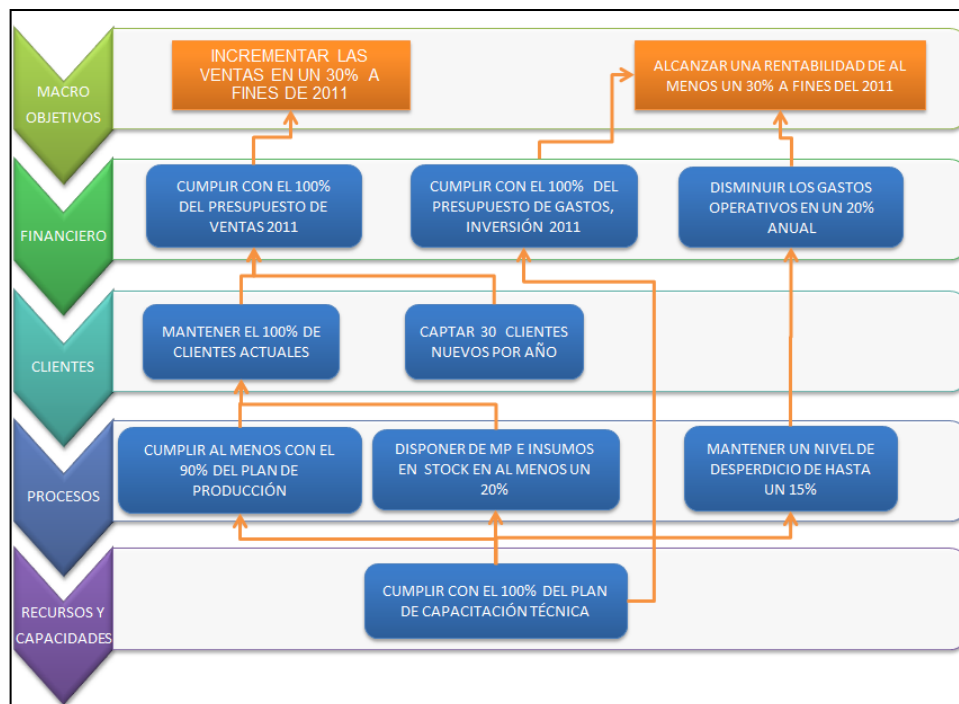 MACRO
OBJETIVOS
INCREMENTAR LAS
VENTAS EN UN 30% A
FINES DE 2011
ALCANZAR UNA RENTABILIDAD DE AL
MENOS UN 30% A FINES DEL 2011
FINANCIERO
CUMPLIR CON EL 100%
DEL PRESUPUESTO DE
VENTAS 2011
CUMPLIR CON EL 100% DEL
PRESUPUESTO DE GASTOS,
INVERSIÓN 2011
DISMINUIR LOS GASTOS
OPERATIVOS EN UN 20%
ANUAL
CLIENTES
MANTENER EL 100% DE
CLIENTES ACTUALES
CAPTAR 30 CLIENTES
NUEVOS POR AÑO
PROCESOS
CUMPLIR AL MENOS CON EL
90% DEL PLAN DE
PRODUCCIÓN
DISPONER DE MP E INSUMOS
EN STOCK EN AL MENOS UN
20%
MANTENER UN NIVEL DE
DESPERDICIO DE HASTA
UN 15%
RECURSOS Y
CAPACIDADES
CUMPLIR CON EL 100% DEL PLAN
DE CAPACITACIÓN TÉCNICA